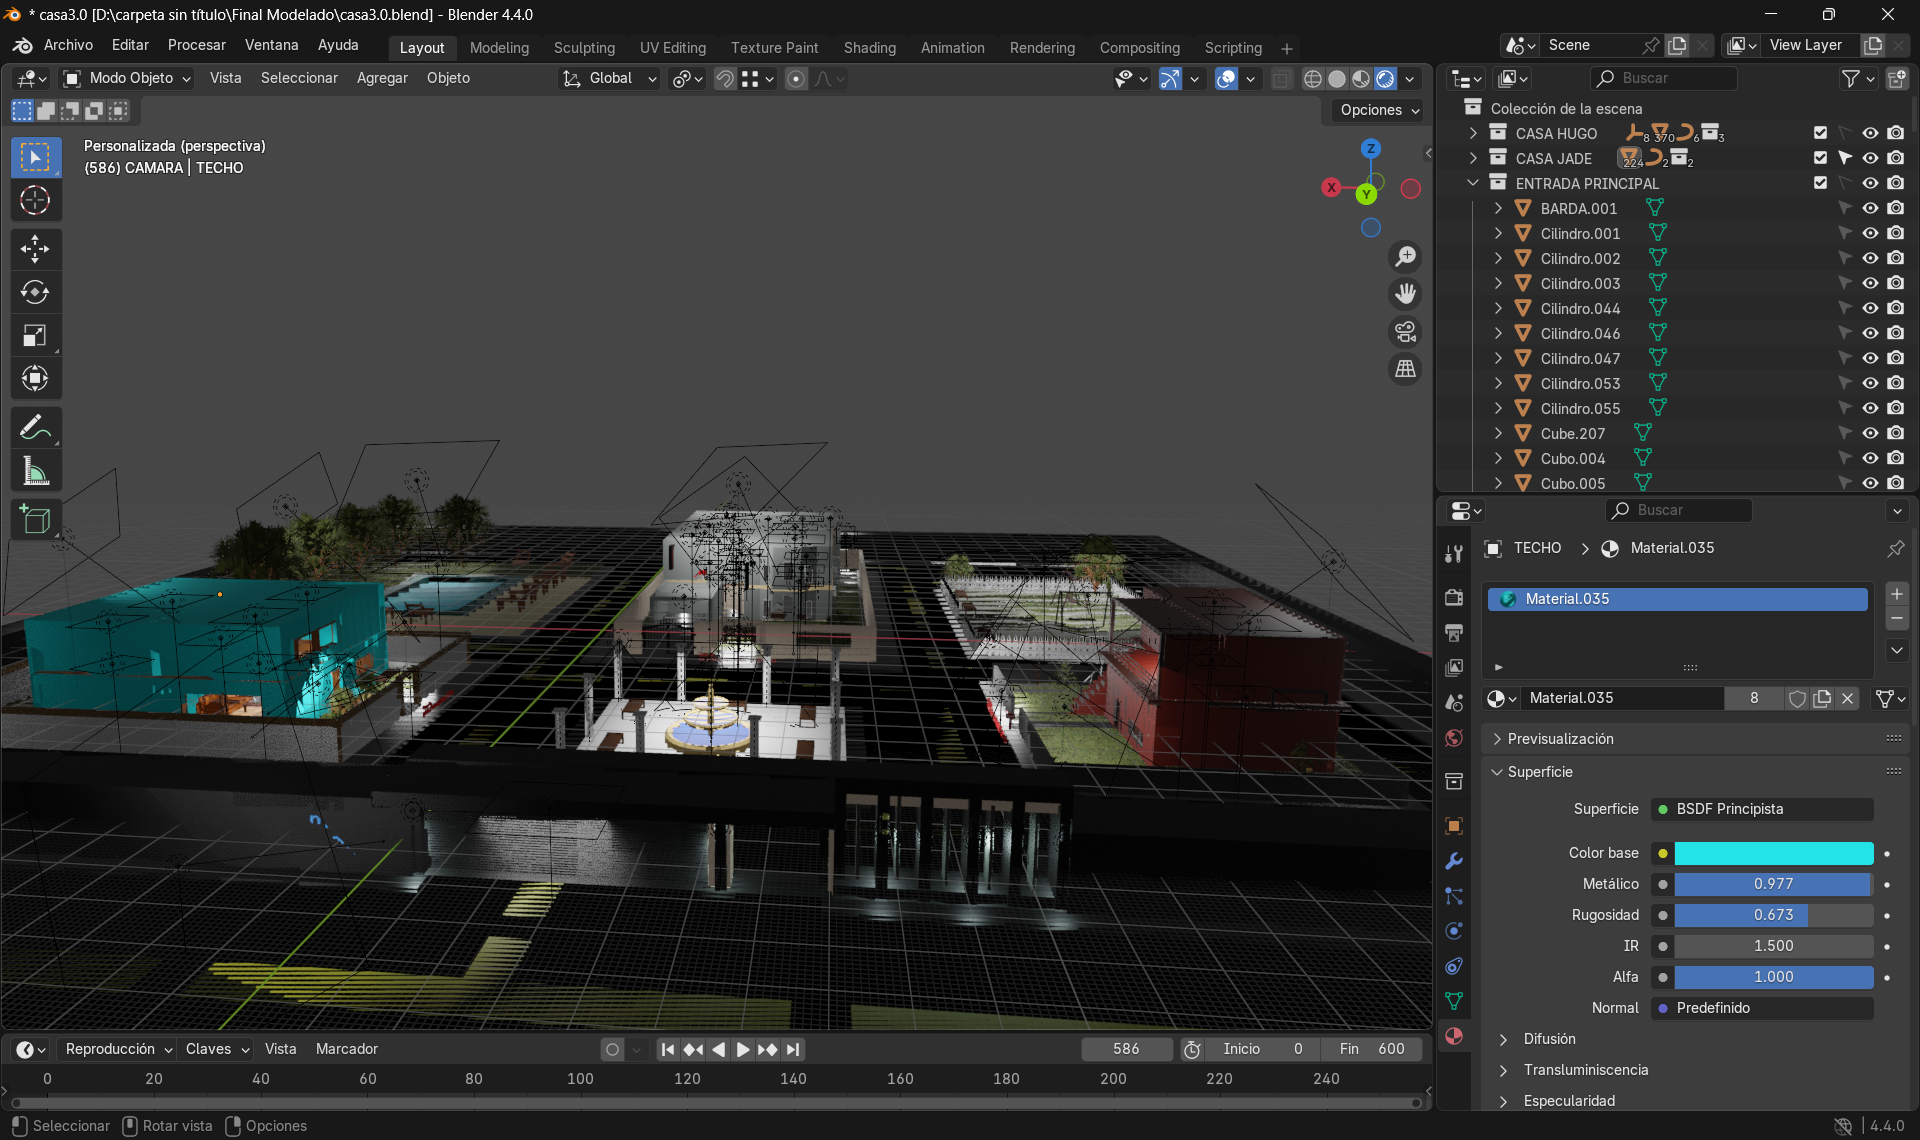 * casa3.0 [D:\carpeta sin título\Final Modelado\casa3.0.blend] - Blender 4.4.0
Archivo Editar Procesar Ventana Ayuda
Layout Modeling Sculpting UV Editing Texture Paint Shading Animation Rendering Compositing Scripting +
Scene
View Layer
Modo Objeto Vista Seleccionar Agregar Objeto
Global
Opciones
Personalizada (perspectiva)
(586) CAMARA | TECHO
Z
X
Y
Buscar
Colección de la escena
CASA HUGO 8 370 6 3
CASA JADE 224 2 2
ENTRADA PRINCIPAL
BARDA.001
Cilindro.001
Cilindro.002
Cilindro.003
Cilindro.044
Cilindro.046
Cilindro.047
Cilindro.053
Cilindro.055
Cube.207
Cubo.004
Cubo.005
Buscar
TECHO > Material.035
Material.035
Material.035 8
Previsualización
Superficie
Superficie BSDF Principista
Color base
Metálico 0.977
Rugosidad 0.673
IR 1.500
Alfa 1.000
Normal Predefinido
Difusión
Transluminiscencia
Especularidad
Reproducción Claves Vista Marcador
586
Inicio 0
Fin 600
0 20 40 60 80 100 120 140 160 180 200 220 240
Seleccionar Rotar vista Opciones
4.4.0